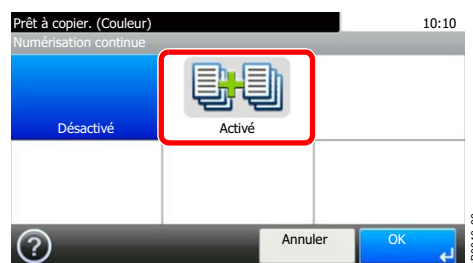 Prêt à copier. (Couleur) 10:10
Numérisation continue
Désactivé Activé
? Annuler OK